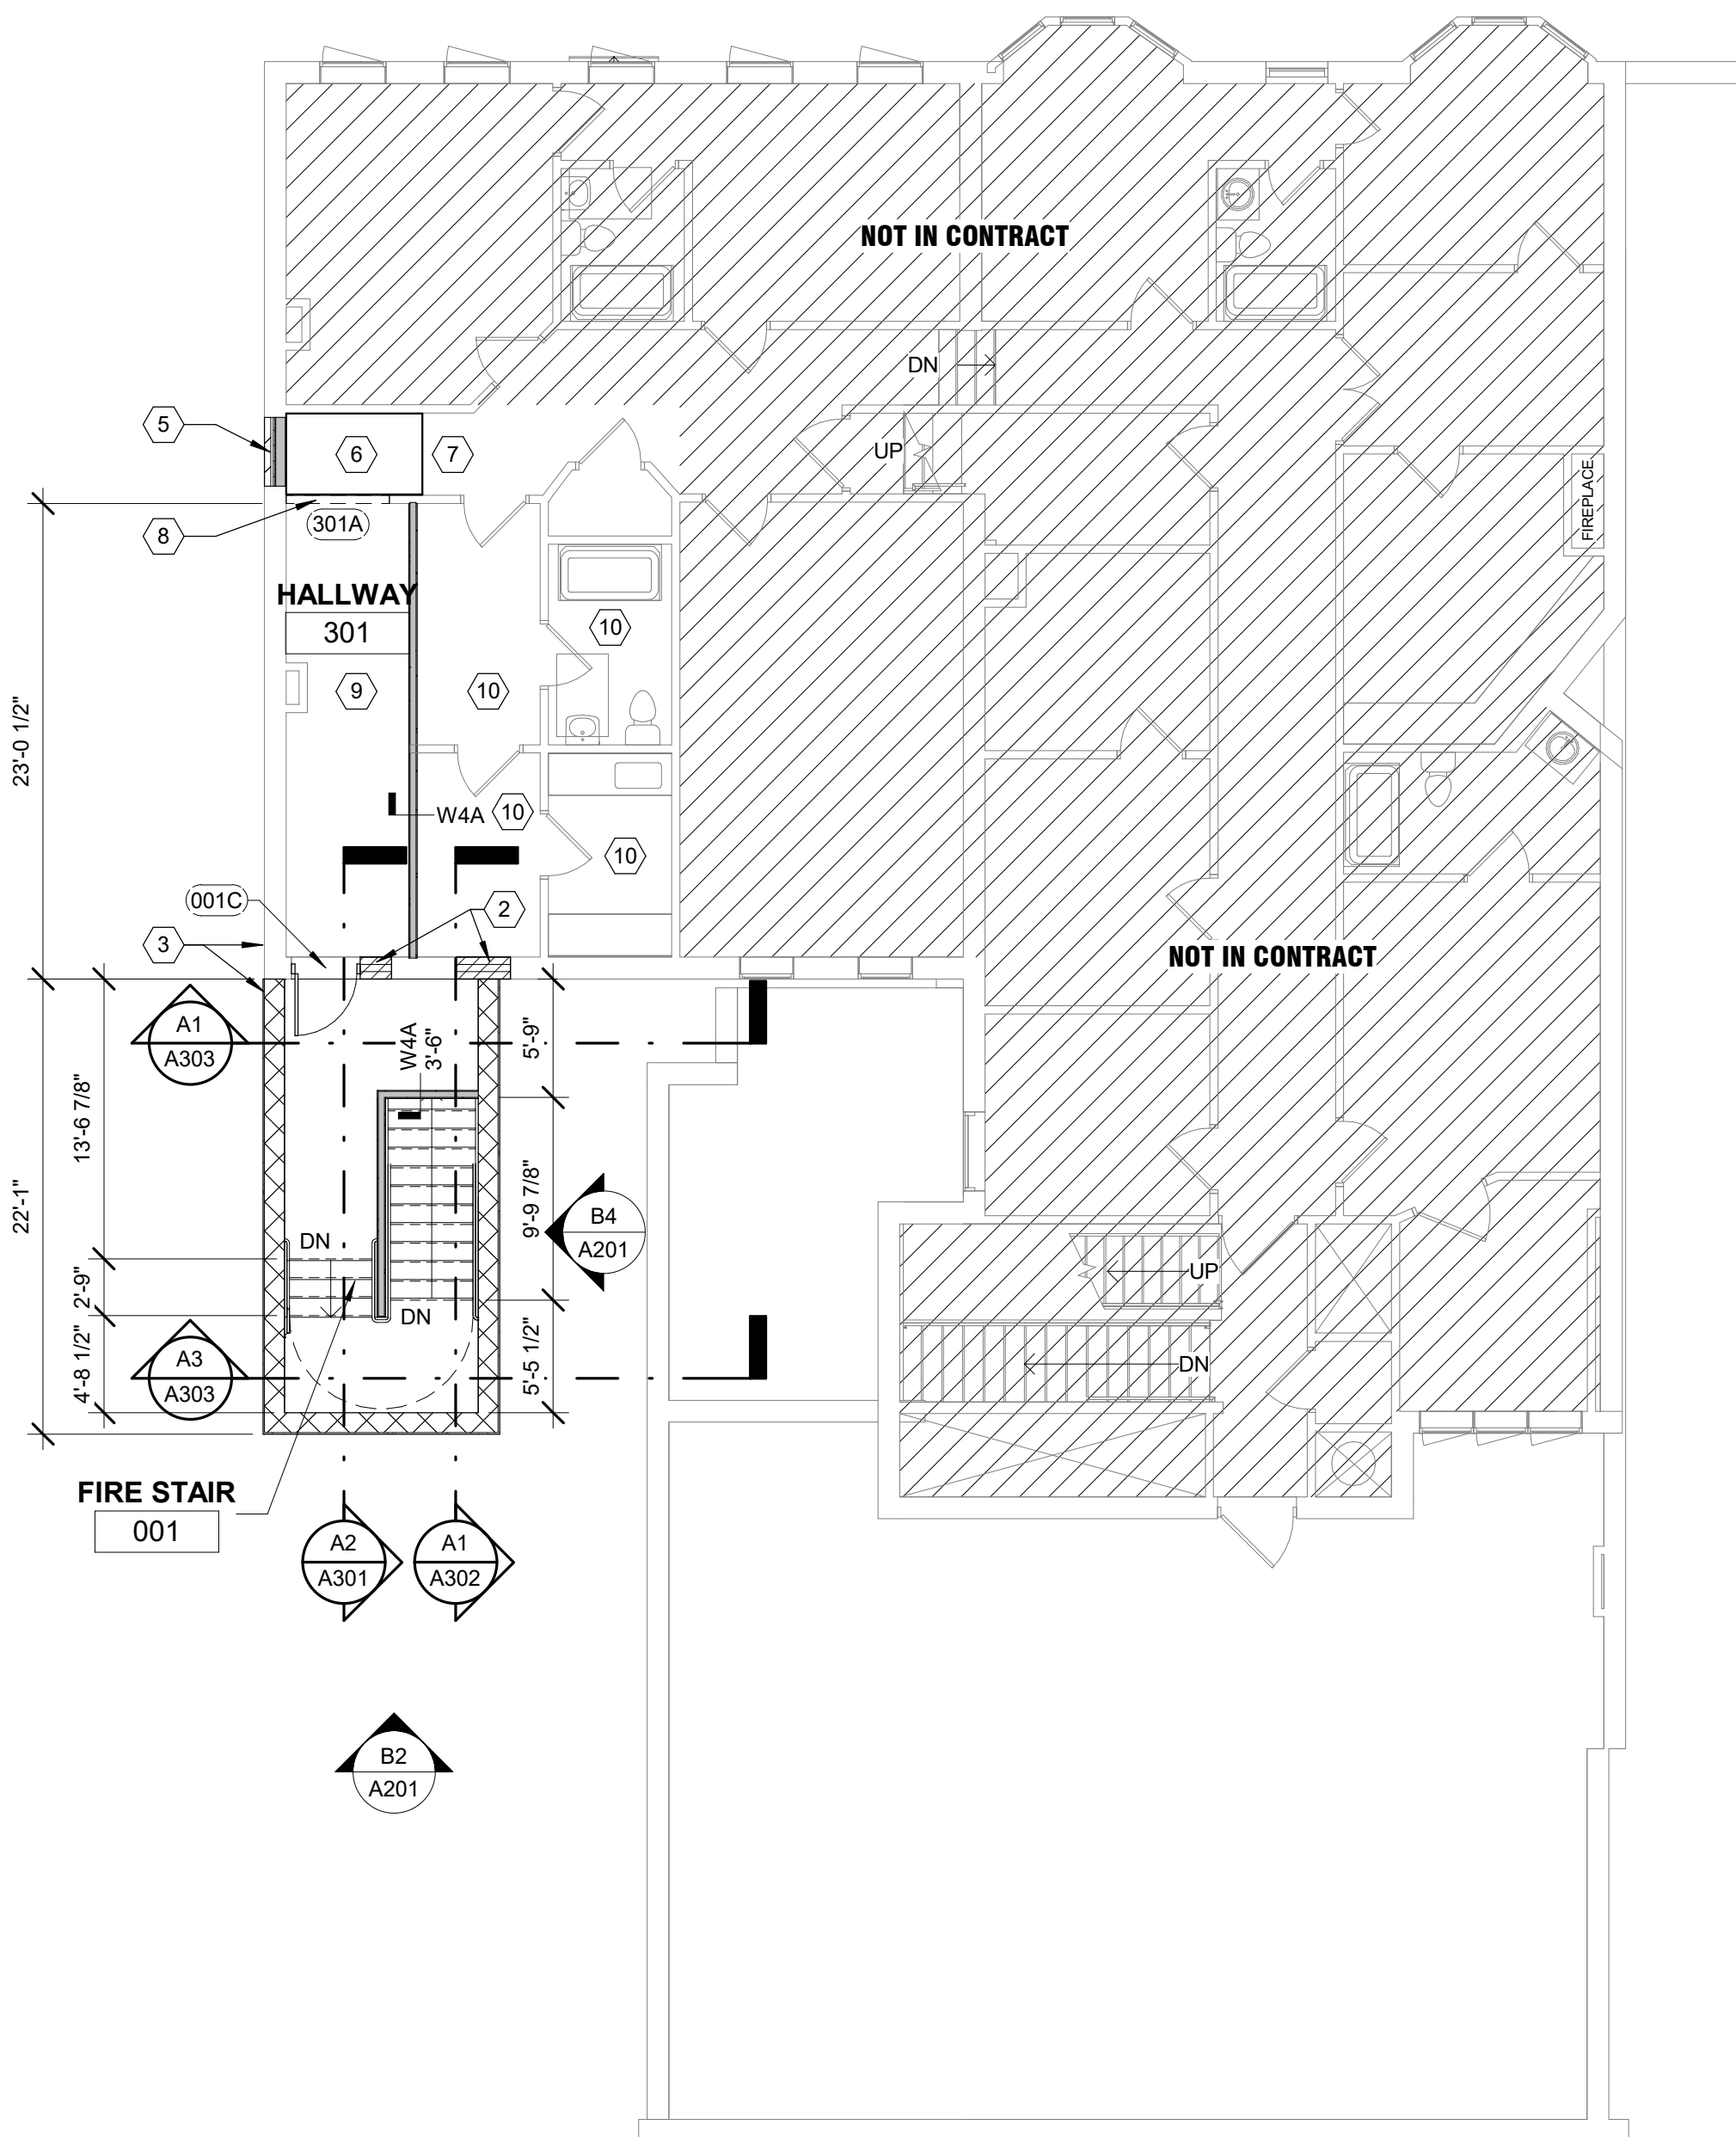 NOT IN CONTRACT
DN
UP
5
6
7
FIREPLACE
8
301A
HALLWAY
301
23'-0 1/2"
10
9
10
W4A
10
10
001C
2
3
NOT IN CONTRACT
A1
A303
W4A
3'-6"
5'-9"
13'-6 7/8"
22'-1"
9'-9 7/8"
B4
A201
DN
UP
2'-9"
DN
A3
A303
4'-8 1/2"
5'-5 1/2"
DN
FIRE STAIR
001
A2
A301
A1
A302
B2
A201